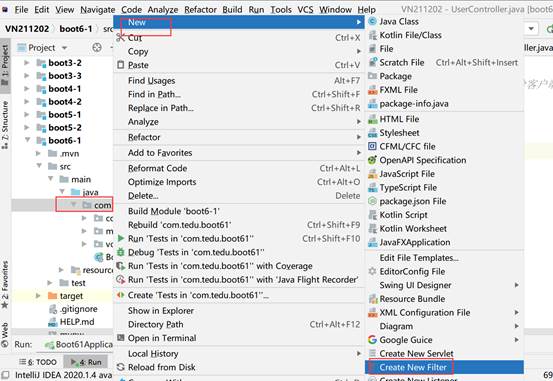 VN Edit View Navigate Code Analyze Refactor Build Run Tools VCS Window Help VN211202 - UserController.java [boot6
VN211202 boot6-1 src
1: Project
7: Structure
2: Favorites
Web
boot3-2
boot3-3
boot4-1
boot4-2
boot5-1
boot5-2
boot6-1
.mvn
src
main
java
com
resource
test
target
.gitignore
HELP.md
Run: Boot61Application
6: TODO 4: Run
IntelliJ IDEA 2020.1.4 ava
New
Cut Ctrl+X
Copy
Paste Ctrl+V
Find Usages Alt+F7
Find in Path... Ctrl+Shift+F
Replace in Path... Ctrl+Shift+R
Analyze
Refactor
Add to Favorites
Reformat Code Ctrl+Alt+L
Optimize Imports Ctrl+Alt+O
Delete... Delete
Build Module 'boot6-1'
Rebuild 'com.tedu.boot61' Ctrl+Shift+F9
Run 'Tests in 'com.tedu.boot61'' Ctrl+Shift+F10
Debug 'Tests in 'com.tedu.boot61''
Run 'Tests in 'com.tedu.boot61'' with Coverage
Run 'Tests in 'com.tedu.boot61'' with 'Java Flight Recorder'
Create 'Tests in 'com.tedu.boot61''...
Show in Explorer
Directory Path Ctrl+Alt+F12
Open in Terminal
Local History
Reload from Disk
Java Class
Kotlin File/Class
File
Scratch File Ctrl+Alt+Shift+Insert
Package
FXML File
package-info.java
HTML File
Stylesheet
CFML/CFC file
OpenAPI Specification
JavaScript File
TypeScript File
package.json File
Kotlin Script
Kotlin Worksheet
JavaFXApplication
Edit File Templates...
EditorConfig File
Swing UI Designer
Resource Bundle
XML Configuration File
Diagram
Google Guice
Create New Servlet
Create New Filter
Create New Listener
客户端
69